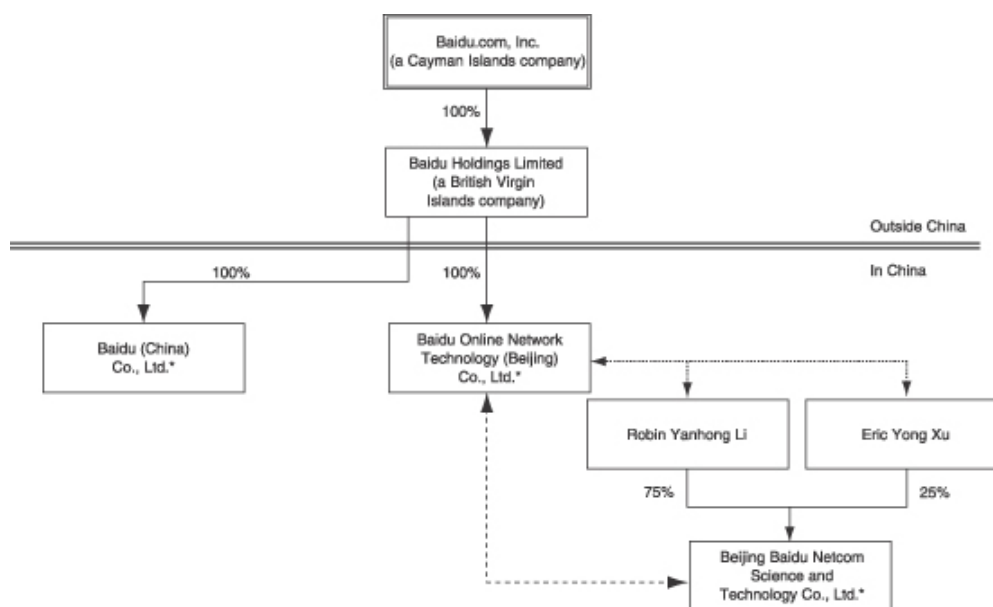 Baidu.com, Inc.
(a Cayman Islands company)
100%
Baidu Holdings Limited
(a British Virgin
Islands company)
Outside China
In China
100%
100%
Baidu (China)
Co., Ltd.*
Baidu Online Network
Technology (Beijing)
Co., Ltd.*
Robin Yanhong Li
Eric Yong Xu
75%
25%
Beijing Baidu Netcom
Science and
Technology Co., Ltd.*